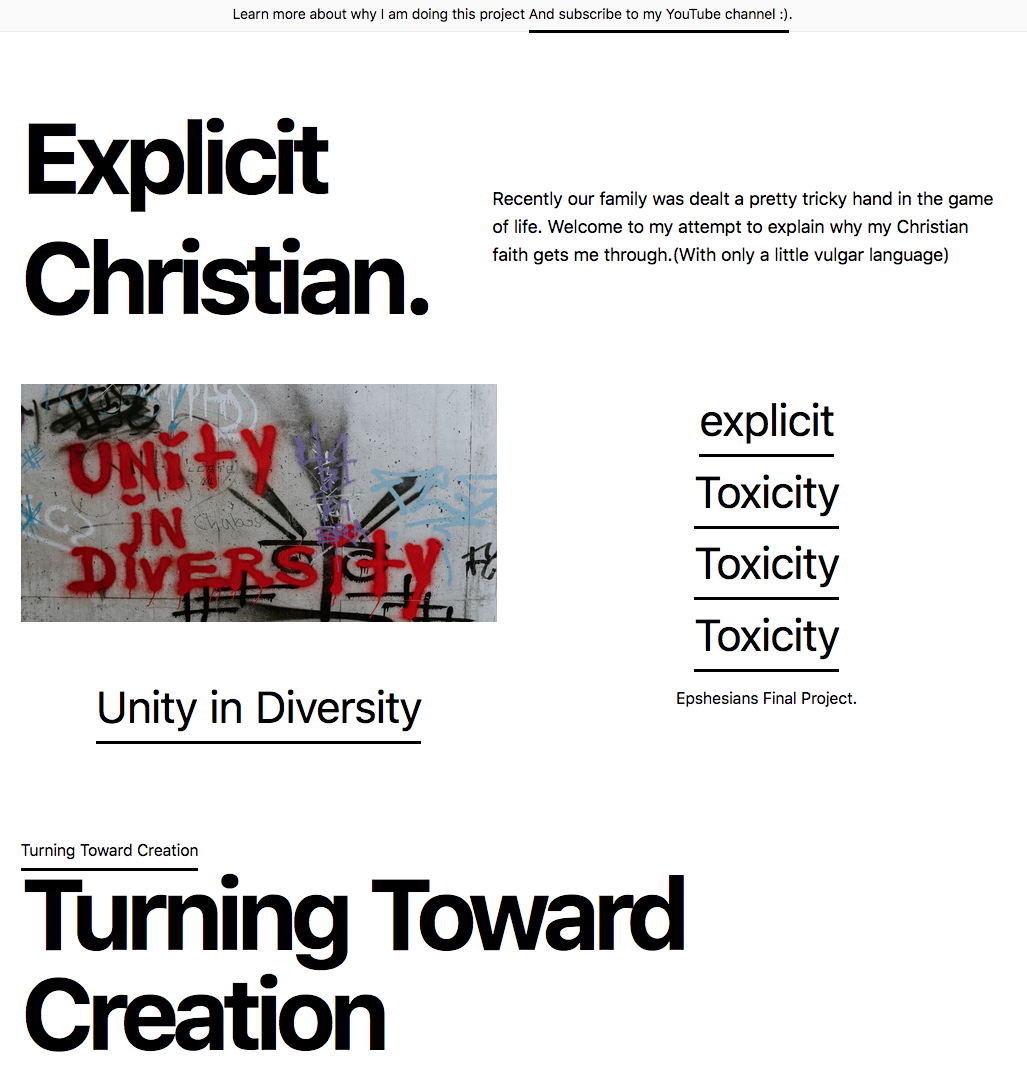 Learn more about why I am doing this project And subscribe to my YouTube channel :).
Explicit
Christian.
Recently our family was dealt a pretty tricky hand in the game
of life. Welcome to my attempt to explain why my Christian
faith gets me through.(With only a little vulgar language)
UNity
iN
DiVERSity
Chabos
Unity in Diversity
explicit
Toxicity
Toxicity
Toxicity
Epshesians Final Project.
Turning Toward Creation
Turning Toward
Creation